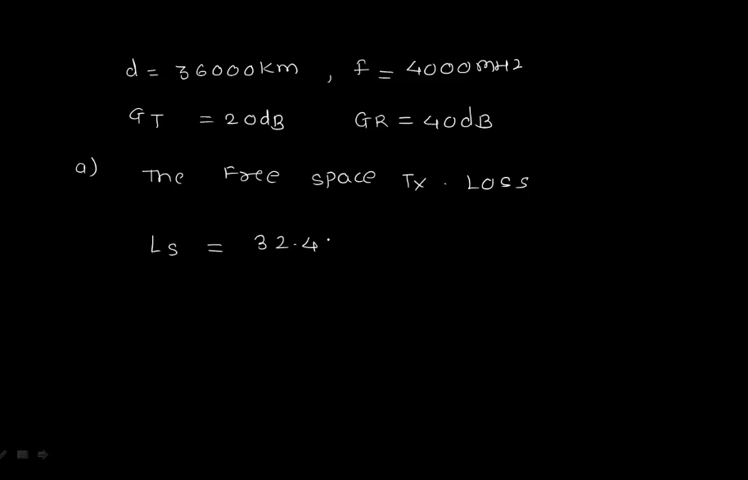 d = 36000km , f = 4000mHz
GT = 20dB GR = 40dB
a) The Free space Tx. Loss
Ls = 32.4